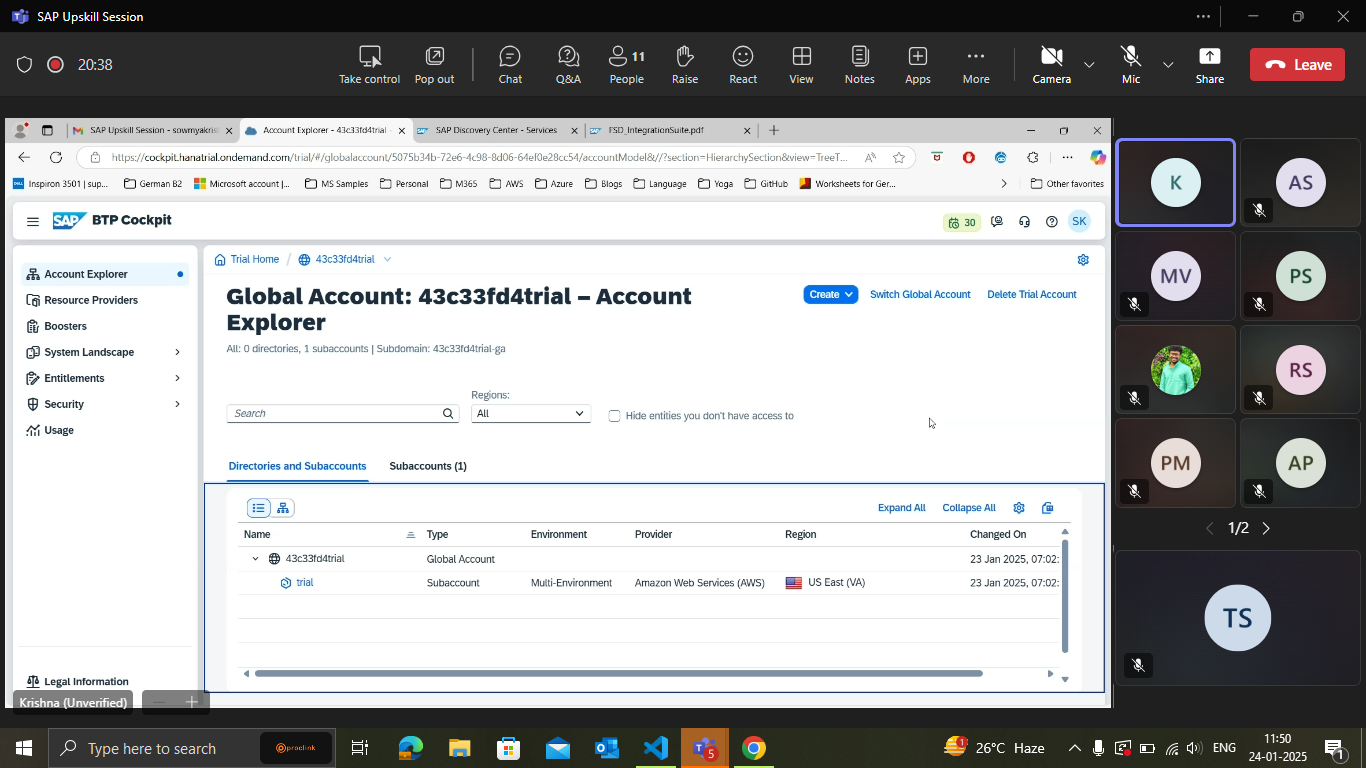 SAP Upskill Session
20:38
Take control
Pop out
Chat
Q&A
11
People
Raise
React
View
Notes
Apps
More
Camera
Mic
Share
Leave
SAP Upskill Session - sowmyakris
Account Explorer - 43c33fd4trial
SAP Discovery Center - Services
FSD_IntegrationSuite.pdf
https://cockpit.hanatrial.ondemand.com/trial/#/globalaccount/5075b34b-72e6-4c98-8d06-64ef0e28cc54/accountModel&//?section=HierarchySection&view=TreeT...
Inspiron 3501 | sup...
German B2
Microsoft account |...
MS Samples
Personal
M365
AWS
Azure
Blogs
Language
Yoga
GitHub
Worksheets for Ger...
Other favorites
SAP BTP Cockpit
30
SK
Account Explorer
Resource Providers
Boosters
System Landscape
Entitlements
Security
Usage
Legal Information
Trial Home / 43c33fd4trial
Global Account: 43c33fd4trial – Account
Explorer
Create
Switch Global Account
Delete Trial Account
All: 0 directories, 1 subaccounts | Subdomain: 43c33fd4trial-ga
Regions:
Search
All
Hide entities you don't have access to
Directories and Subaccounts
Subaccounts (1)
Expand All
Collapse All
Name Type Environment Provider Region Changed On
43c33fd4trial Global Account 23 Jan 2025, 07:02:
trial Subaccount Multi-Environment Amazon Web Services (AWS) US East (VA) 23 Jan 2025, 07:02:
Krishna (Unverified)
K
AS
MV
PS
RS
PM
AP
1/2
TS
Type here to search
proclink
5
1
26°C Haze
ENG
11:50
24-01-2025
1